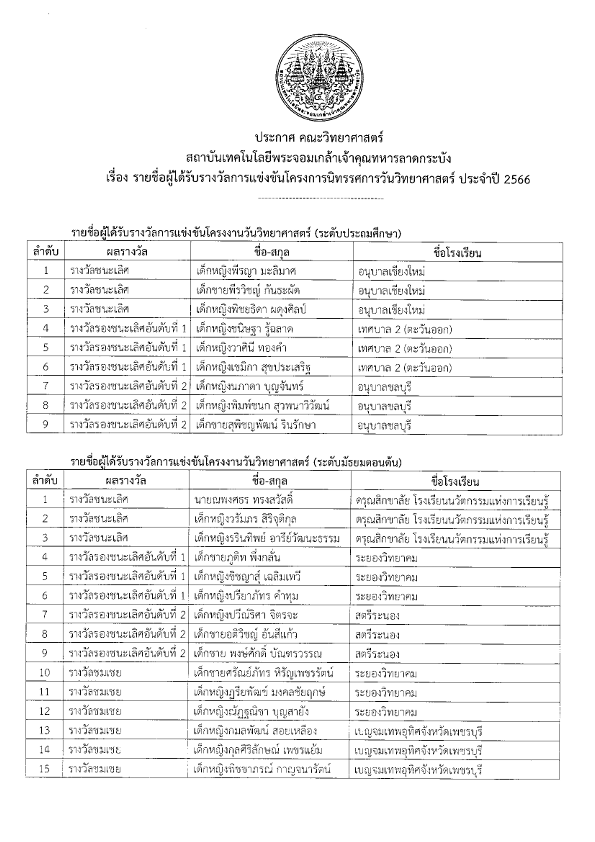 ประกาศ คณะวิทยาศาสตร์
สถาบันเทคโนโลยีพระจอมเกล้าเจ้าคุณทหารลาดกระบัง
เรื่อง รายชื่อผู้ได้รับรางวัลการแข่งขันโครงการนิทรรศการวันวิทยาศาสตร์ ประจำปี 2566
รายชื่อผู้ได้รับรางวัลการแข่งขันโครงงานวันวิทยาศาสตร์ (ระดับประถมศึกษา)
ลำดับ ผลรางวัล ชื่อ-สกุล ชื่อโรงเรียน
1 รางวัลชนะเลิศ เด็กหญิงพีรญา มะลิมาศ อนุบาลเชียงใหม่
2 รางวัลชนะเลิศ เด็กชายพีรวิชญ์ กันธะผัด อนุบาลเชียงใหม่
3 รางวัลชนะเลิศ เด็กหญิงพิชยธิดา ผดุงศิลป์ อนุบาลเชียงใหม่
4 รางวัลรองชนะเลิศอันดับที่ 1 เด็กหญิงชนิษฐา รู้ฉลาด เทศบาล 2 (ตะวันออก)
5 รางวัลรองชนะเลิศอันดับที่ 1 เด็กหญิงวาศินี ทองคำ เทศบาล 2 (ตะวันออก)
6 รางวัลรองชนะเลิศอันดับที่ 1 เด็กหญิงเขมิกา สุขประเสริฐ เทศบาล 2 (ตะวันออก)
7 รางวัลรองชนะเลิศอันดับที่ 2 เด็กหญิงนภาดา บุญจันทร์ อนุบาลชลบุรี
8 รางวัลรองชนะเลิศอันดับที่ 2 เด็กหญิงพิมพ์ชนก สุวพนาวิวัฒน์ อนุบาลชลบุรี
9 รางวัลรองชนะเลิศอันดับที่ 2 เด็กชายสุพิชญพัฒน์ รินรักษา อนุบาลชลบุรี
รายชื่อผู้ได้รับรางวัลการแข่งขันโครงงานวันวิทยาศาสตร์ (ระดับมัธยมตอนต้น)
ลำดับ ผลรางวัล ชื่อ-สกุล ชื่อโรงเรียน
1 รางวัลชนะเลิศ นายณพงศธร ทรงสวัสดิ์ ดรุณสิกขาลัย โรงเรียนนวัตกรรมแห่งการเรียนรู้
2 รางวัลชนะเลิศ เด็กหญิงวรัมภร สิริจุติกุล ดรุณสิกขาลัย โรงเรียนนวัตกรรมแห่งการเรียนรู้
3 รางวัลชนะเลิศ เด็กหญิงรรินทิพย์ อารีย์วัฒนะธรรม ดรุณสิกขาลัย โรงเรียนนวัตกรรมแห่งการเรียนรู้
4 รางวัลรองชนะเลิศอันดับที่ 1 เด็กชายภูดิท พึ่งกลั่น ระยองวิทยาคม
5 รางวัลรองชนะเลิศอันดับที่ 1 เด็กหญิงชิชญาสุ์ เฉลิมเทวี ระยองวิทยาคม
6 รางวัลรองชนะเลิศอันดับที่ 1 เด็กหญิงปรียาภัทร คำทุม ระยองวิทยาคม
7 รางวัลรองชนะเลิศอันดับที่ 2 เด็กหญิงปวีณ์ริศา จิตรจะ สตรีระนอง
8 รางวัลรองชนะเลิศอันดับที่ 2 เด็กชายอติวิชญ์ อันสีแก้ว สตรีระนอง
9 รางวัลรองชนะเลิศอันดับที่ 2 เด็กชาย พงษ์ศักดิ์ บัณฑรวรรณ สตรีระนอง
10 รางวัลชมเชย เด็กชายศรัณย์ภัทร หิรัญเพชรรัตน์ ระยองวิทยาคม
11 รางวัลชมเชย มงคลชัยฤกษ์ ระยองวิทยาคม
12 รางวัลชมเชย เด็กหญิงณัฏฐณิชา บุญสายัง ระยองวิทยาคม
13 รางวัลชมเชย เด็กหญิงกมลพัฒน์ สอยเหลือง เบญจมเทพอุทิศจังหวัดเพชรบุรี
14 รางวัลชมเชย เด็กหญิงกุลศิริลักษณ์ เพชรแย้ม เบญจมเทพอุทิศจังหวัดเพชรบุรี
15 รางวัลชมเชย เด็กหญิงพิชชาภรณ์ กาญจนารัตน์ เบญจมเทพอุทิศจังหวัดเพชรบุรี